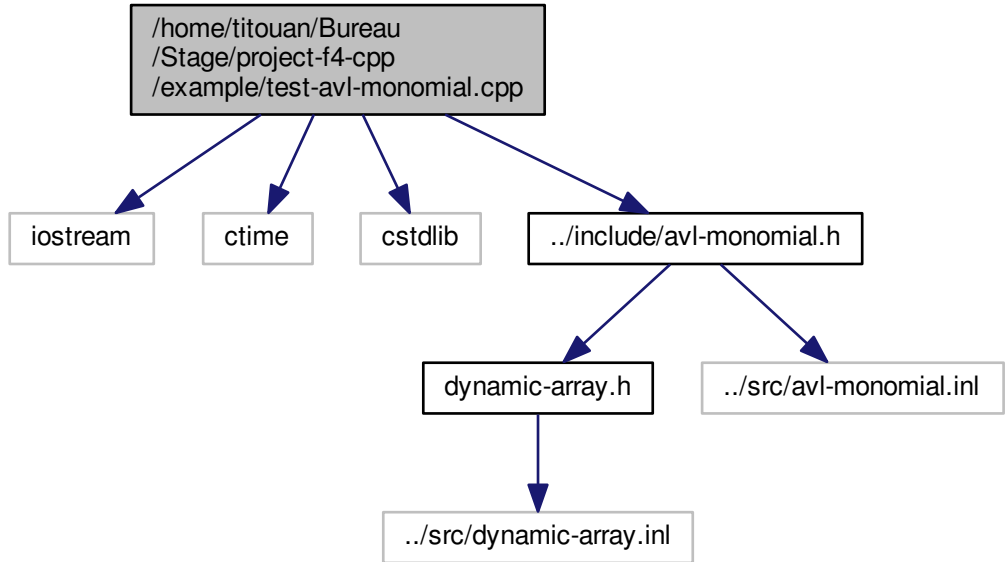 /home/titouan/Bureau
/Stage/project-f4-cpp
/example/test-avl-monomial.cpp
iostream
ctime
cstdlib
../include/avl-monomial.h
dynamic-array.h
../src/avl-monomial.inl
../src/dynamic-array.inl